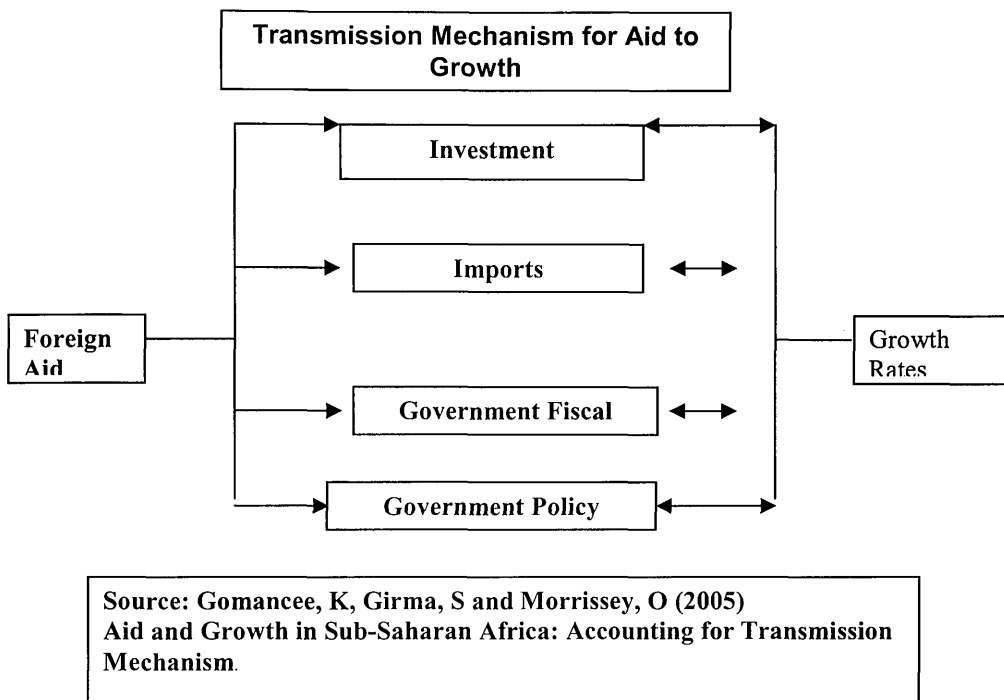 Transmission Mechanism for Aid to
Growth
Investment
Imports
Foreign
Aid
Growth
Rates
Government Fiscal
Government Policy
Source: Gomancee, K, Girma, S and Morrissey, O (2005)
Aid and Growth in Sub-Saharan Africa: Accounting for Transmission
Mechanism.